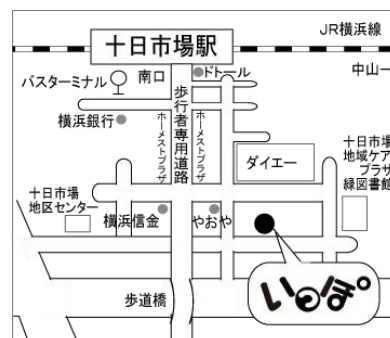 JR横浜線
十日市場駅
中山一
バスターミナル
南口
ドトール
歩行者専用道路
ホーメストプラザ
ホーメストプラザ
横浜銀行
ダイエー
十日市場
地域ケア
プラザ
緑図書館
十日市場
地区センター
横浜信金
やおや
歩道橋
いっぽ。